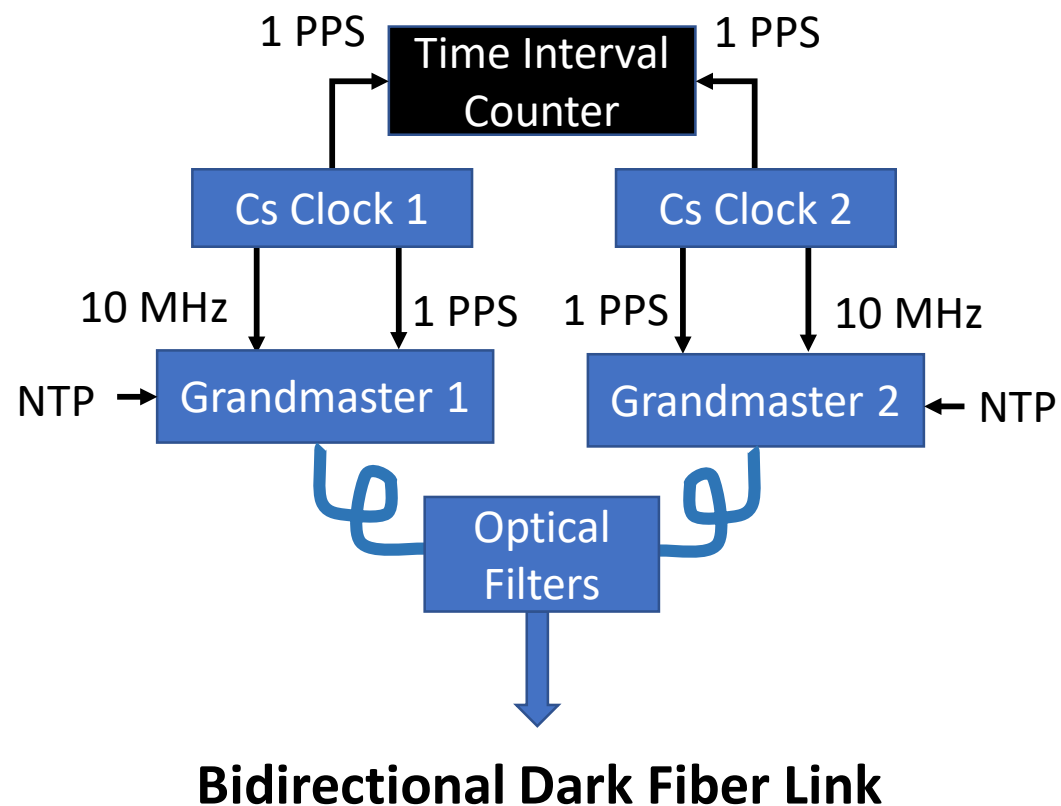 1 PPS
1 PPS
Time Interval
Counter
Cs Clock 1
Cs Clock 2
10 MHz
1 PPS
1 PPS
10 MHz
NTP
Grandmaster 1
Grandmaster 2
NTP
Optical
Filters
Bidirectional Dark Fiber Link